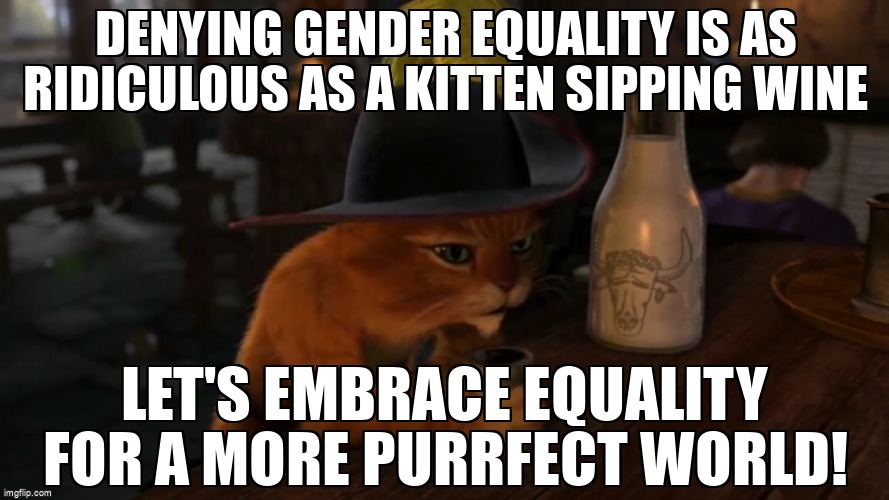 DENYING GENDER EQUALITY IS AS
RIDICULOUS AS A KITTEN SIPPING WINE
LET'S EMBRACE EQUALITY
FOR A MORE PURRFECT WORLD!
imgflip.com